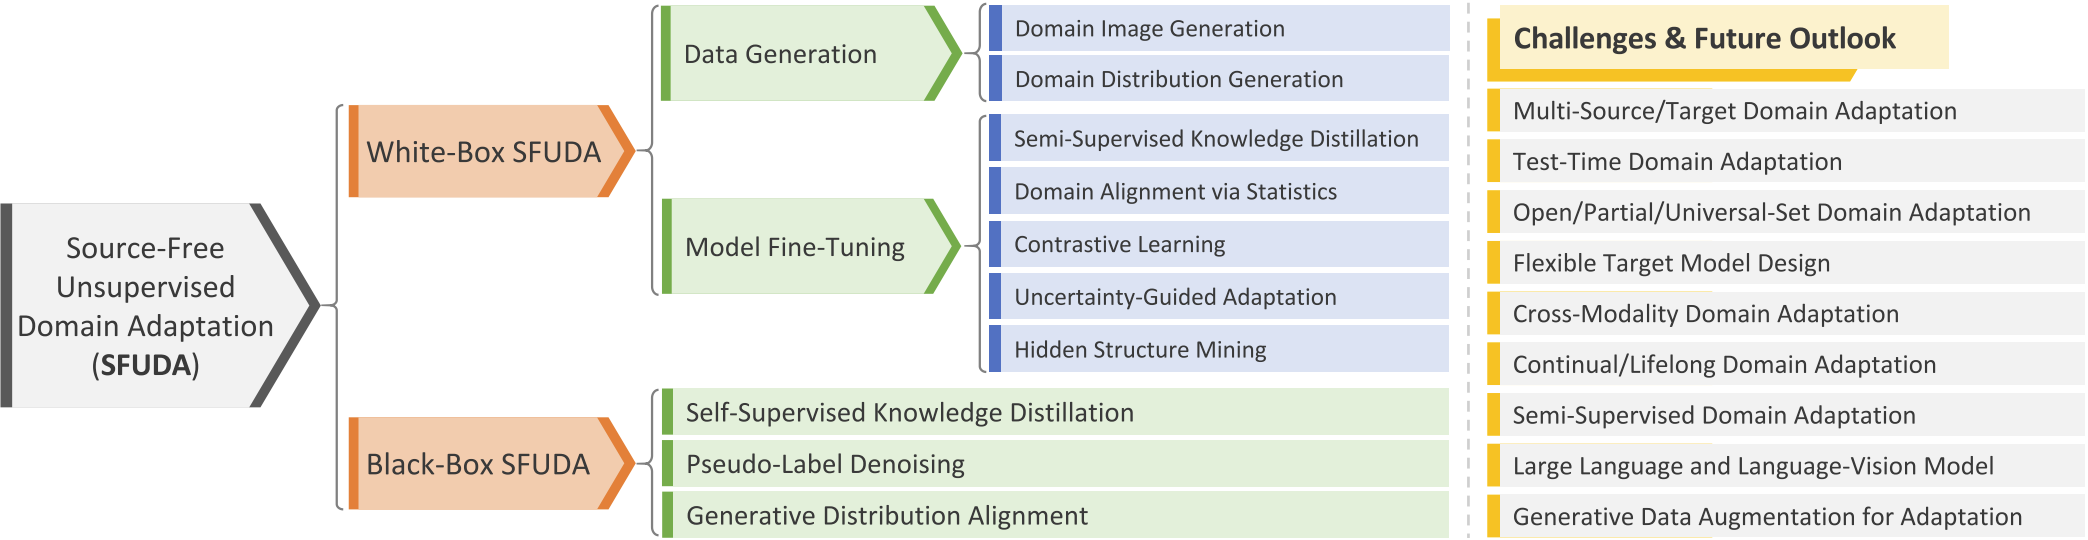 Source-Free
Unsupervised
Domain Adaptation
(SFUDA)
White-Box SFUDA
Data Generation
Domain Image Generation
Domain Distribution Generation
Model Fine-Tuning
Semi-Supervised Knowledge Distillation
Domain Alignment via Statistics
Contrastive Learning
Uncertainty-Guided Adaptation
Hidden Structure Mining
Black-Box SFUDA
Self-Supervised Knowledge Distillation
Pseudo-Label Denoising
Generative Distribution Alignment
Challenges & Future Outlook
Multi-Source/Target Domain Adaptation
Test-Time Domain Adaptation
Open/Partial/Universal-Set Domain Adaptation
Flexible Target Model Design
Cross-Modality Domain Adaptation
Continual/Lifelong Domain Adaptation
Semi-Supervised Domain Adaptation
Large Language and Language-Vision Model
Generative Data Augmentation for Adaptation